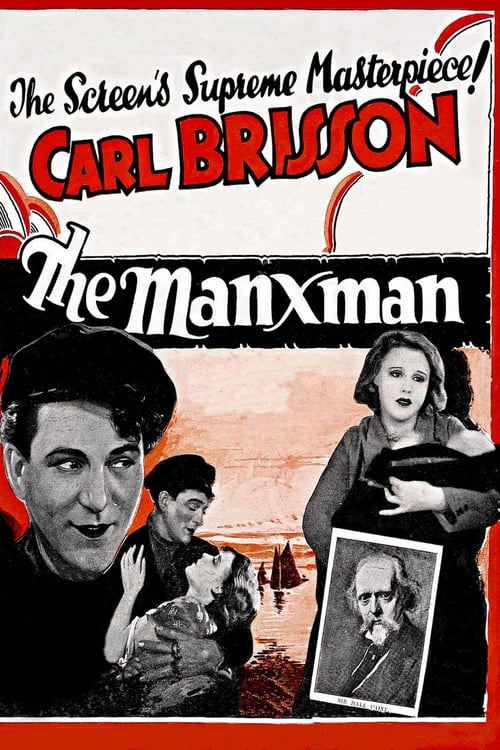 The Screen's Supreme Masterpiece!
CARL BRISSON
The Manxman
SIR HALL CAINE